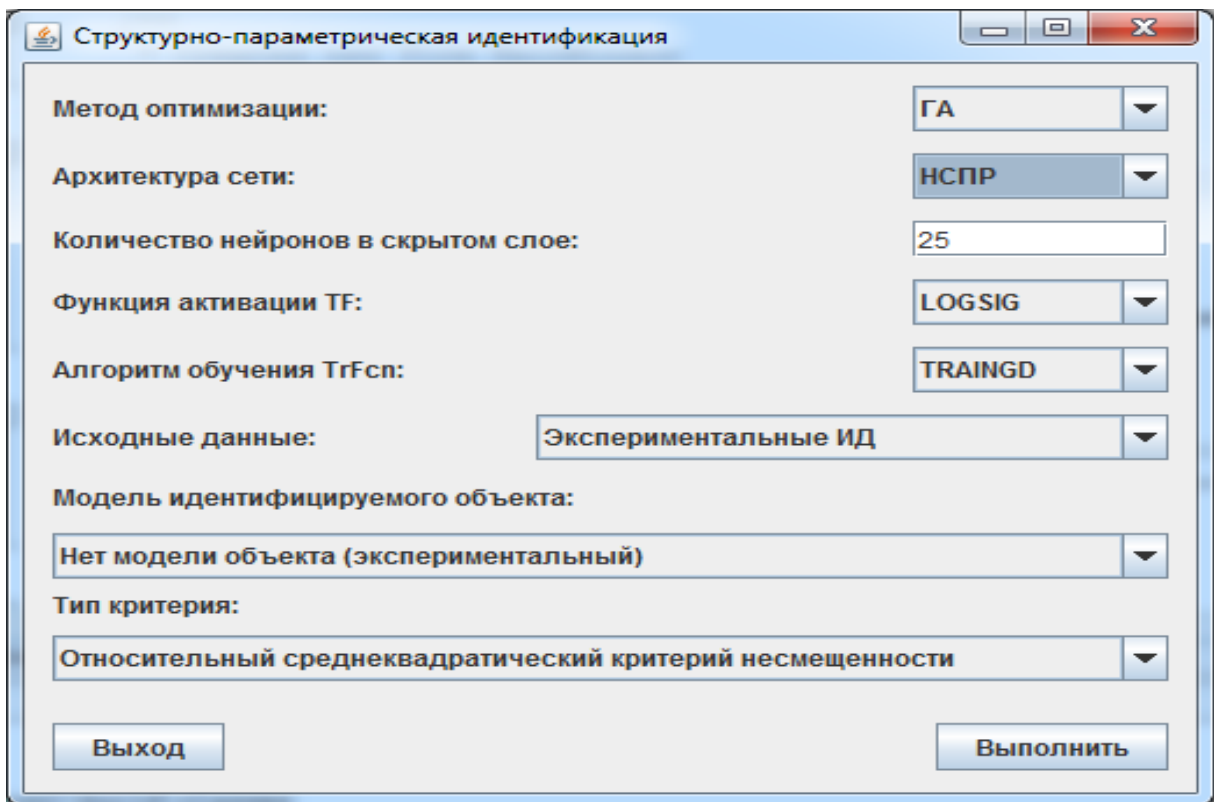 Структурно-параметрическая идентификация
Метод оптимизации: ГА
Архитектура сети: НСПР
Количество нейронов в скрытом слое: 25
Функция активации TF: LOGSIG
Алгоритм обучения TrFcn: TRAINGD
Исходные данные: Экспериментальные ИД
Модель идентифицируемого объекта:
Нет модели объекта (экспериментальный)
Тип критерия:
Относительный среднеквадратический критерий несмещенности
Выход Выполнить